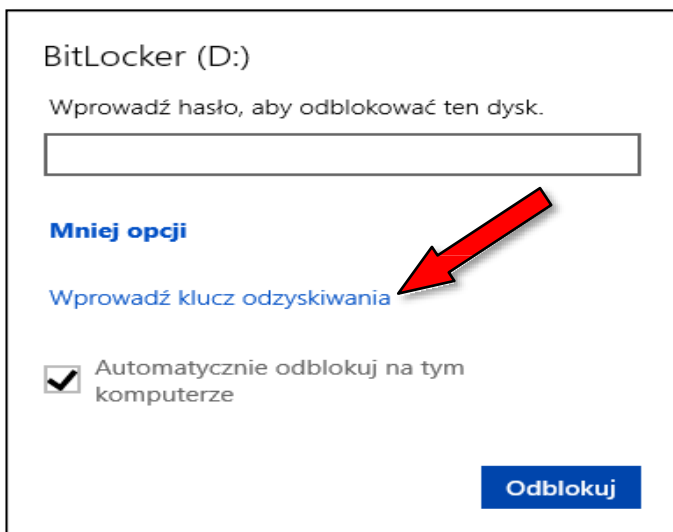 BitLocker (D:)
Wprowadź hasło, aby odblokować ten dysk.
Mniej opcji
Wprowadź klucz odzyskiwania
Automatycznie odblokuj na tym
komputerze
Odblokuj